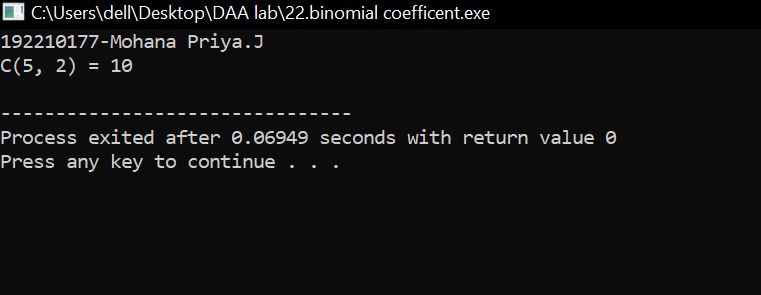 C:\Users\dell\Desktop\DAA lab\22.binomial coefficent.exe
192210177-Mohana Priya.J
C(5, 2) = 10
--------------------------------
Process exited after 0.06949 seconds with return value 0
Press any key to continue . . .